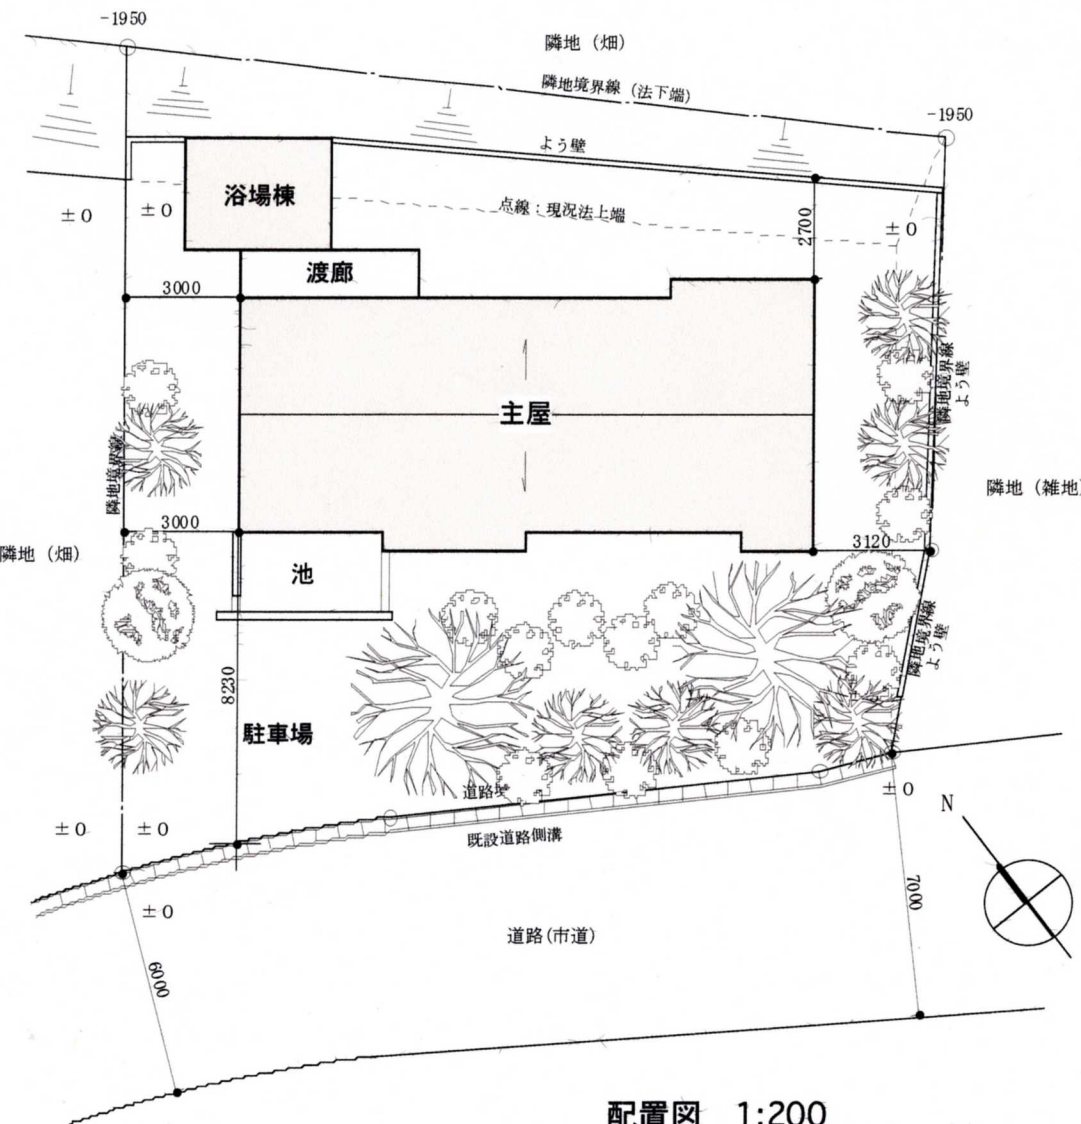 -1950
隣地（畑）
隣地境界線（法下端）
-1950
よう壁
浴場棟
±0
±0
点線：現況法上端
2700
±0
渡廊
3000
隣地境界線
よう壁
主屋
隣地境界線
隣地（雑地）
3000
3120
隣地（畑）
池
隣地境界線
よう壁
8230
駐車場
道路
±0
N
±0
±0
既設道路側溝
7000
±0
道路(市道)
6000
配置図 1:200